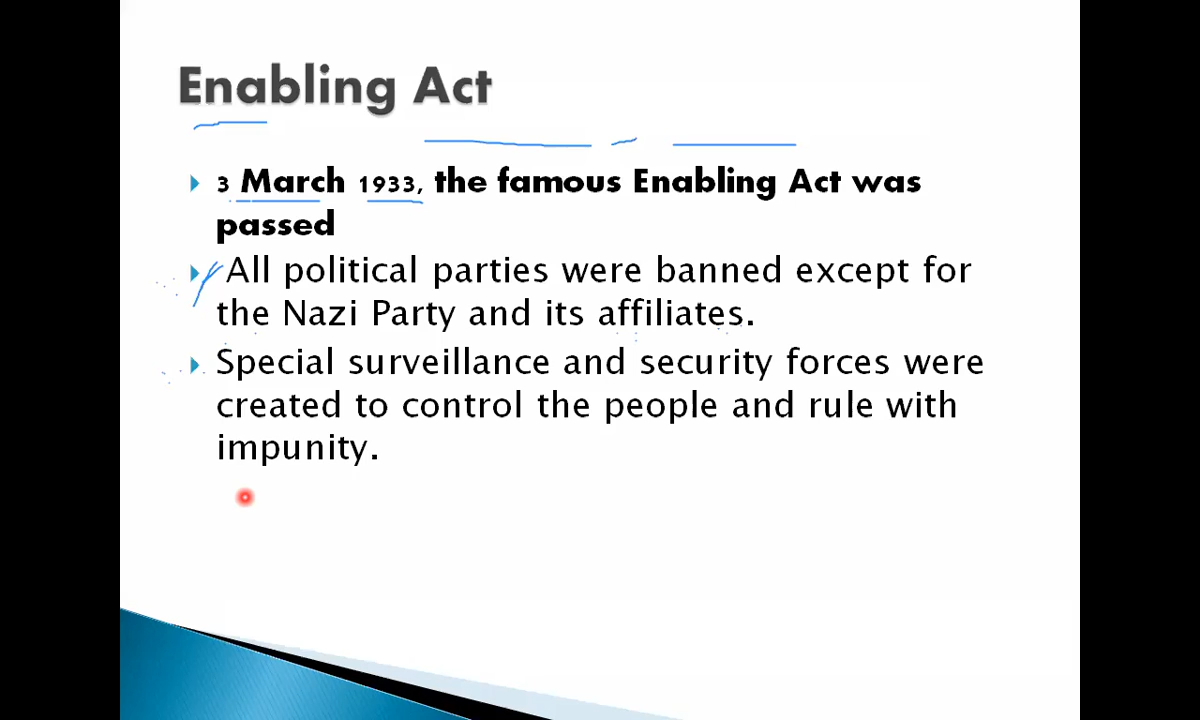 Enabling Act
3 March 1933, the famous Enabling Act was
passed
All political parties were banned except for
the Nazi Party and its affiliates.
Special surveillance and security forces were
created to control the people and rule with
impunity.